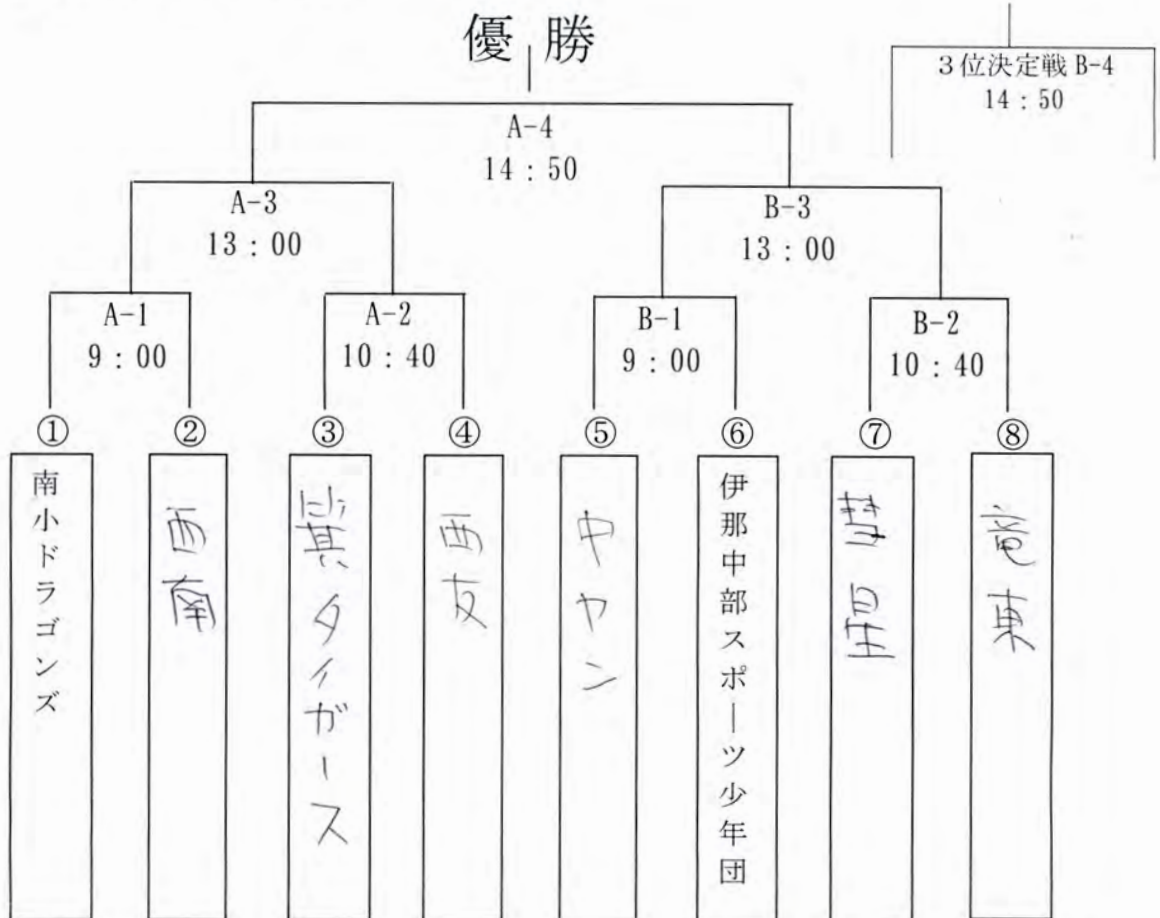 優勝
3位決定戦 B-4
14:50
A-4
14:50
A-3
13:00
B-3
13:00
A-1
9:00
A-2
10:40
B-1
9:00
B-2
10:40
①
②
③
④
⑤
⑥
⑦
⑧
南小ドラゴンズ
西南
箕タイガース
西友
ヤヤン
伊那中部スポーツ少年団
彗星
竜東